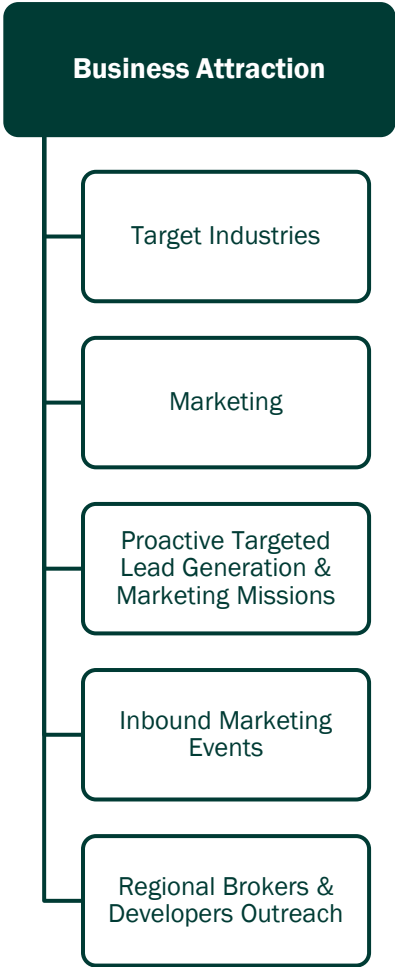 Business Attraction
Target Industries
Marketing
Proactive Targeted
Lead Generation &
Marketing Missions
Inbound Marketing
Events
Regional Brokers &
Developers Outreach